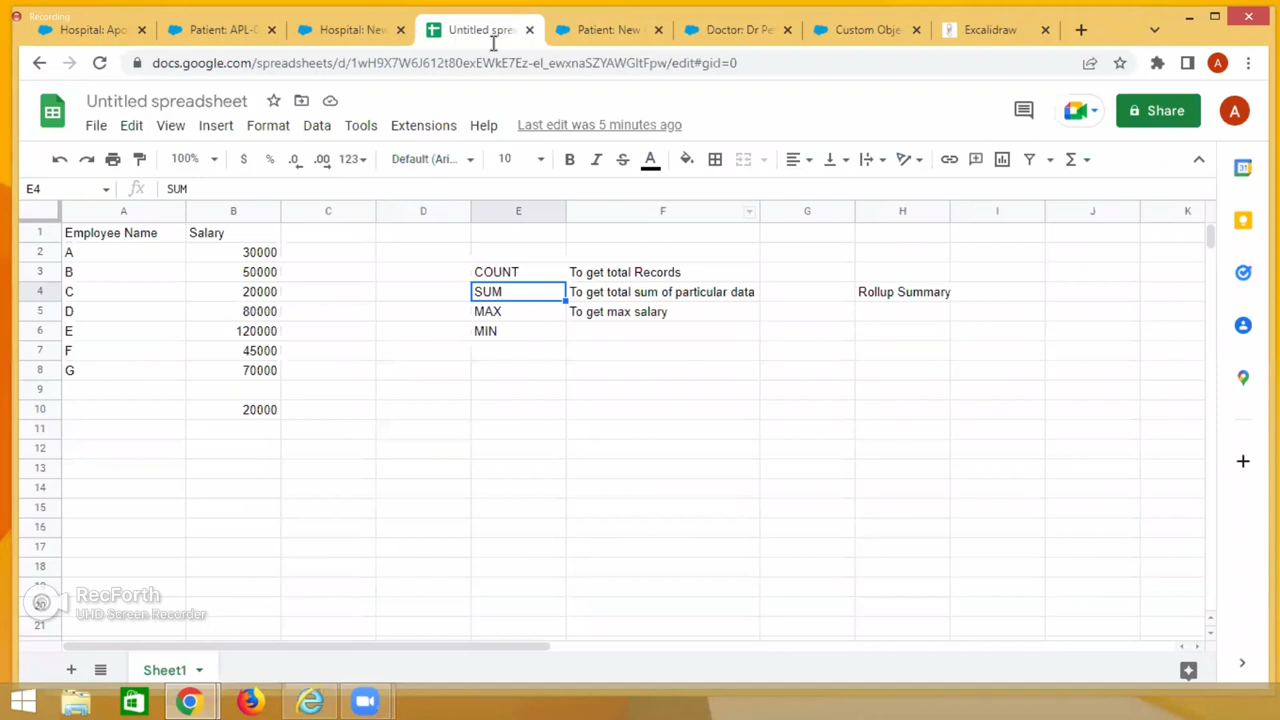 Recording
Hospital: Apo
Patient: APL-
Hospital: New
Untitled spre
Patient: New
Doctor: Dr Pe
Custom Obje
Excalidraw
docs.google.com/spreadsheets/d/1wH9X7W6J612t80exEWkE7Ez-el_ewxnaSZYAWGltFpw/edit#gid=0
A
Untitled spreadsheet
Share
A
File Edit View Insert Format Data Tools Extensions Help Last edit was 5 minutes ago
100% $ % .0 .00 123 Default (Ari... 10 B I S A Σ
E4 fx SUM
A B C D E F G H I J K
1 Employee Name Salary
2 A 30000
3 B 50000 COUNT To get total Records
4 C 20000 SUM To get total sum of particular data Rollup Summary
5 D 80000 MAX To get max salary
6 E 120000 MIN
7 F 45000
8 G 70000
9
10 20000
11
12
13
14
15
16
17
18
RecForth
UHD Screen Recorder
21
Sheet1
31